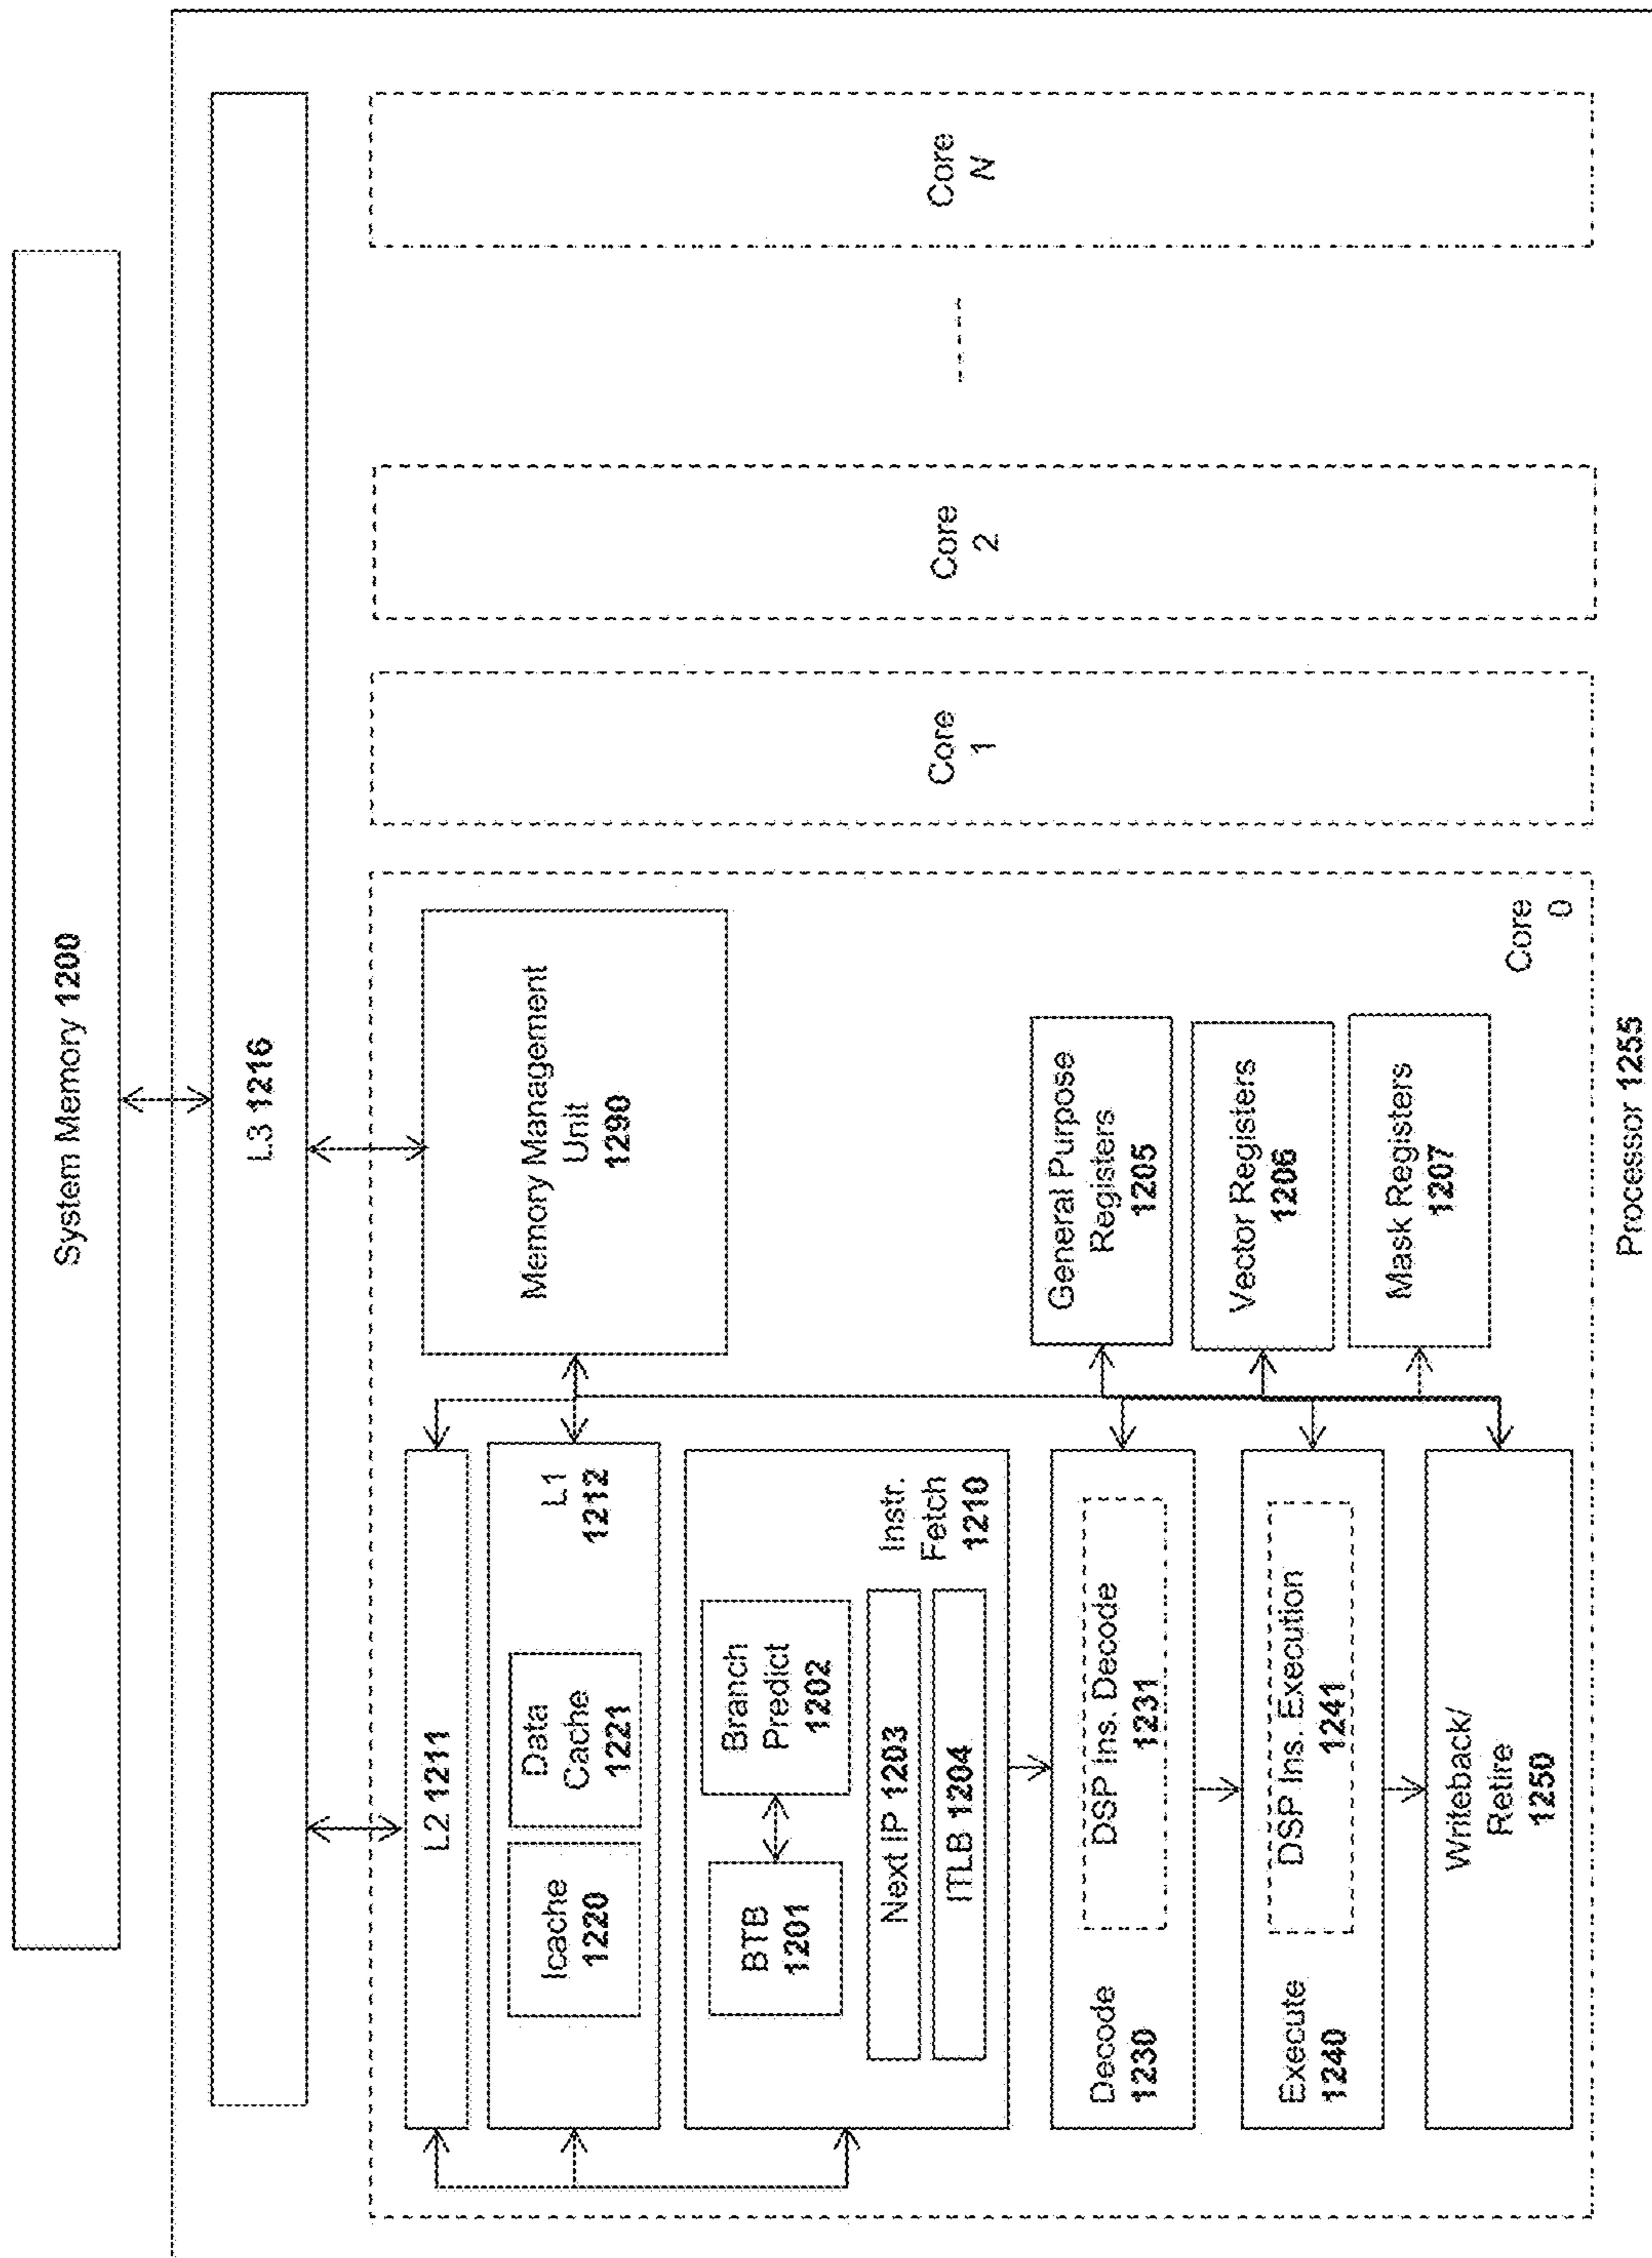 System Memory 1200
L3 1216
L2 1211
Icache
1220
Data
Cache
1221
L1
1212
Memory Management
Unit
1290
BTB
1201
Branch
Predict
1202
Next IP 1203
ITLB 1204
Instr.
Fetch
1210
Decode
1230
DSP Ins. Decode
1231
General Purpose
Registers
1205
Execute
1240
DSP Ins. Execution
1241
Vector Registers
1206
Mask Registers
1207
Writeback/
Retire
1250
Core
0
Core
1
Core
2
Core
N
Processor 1255